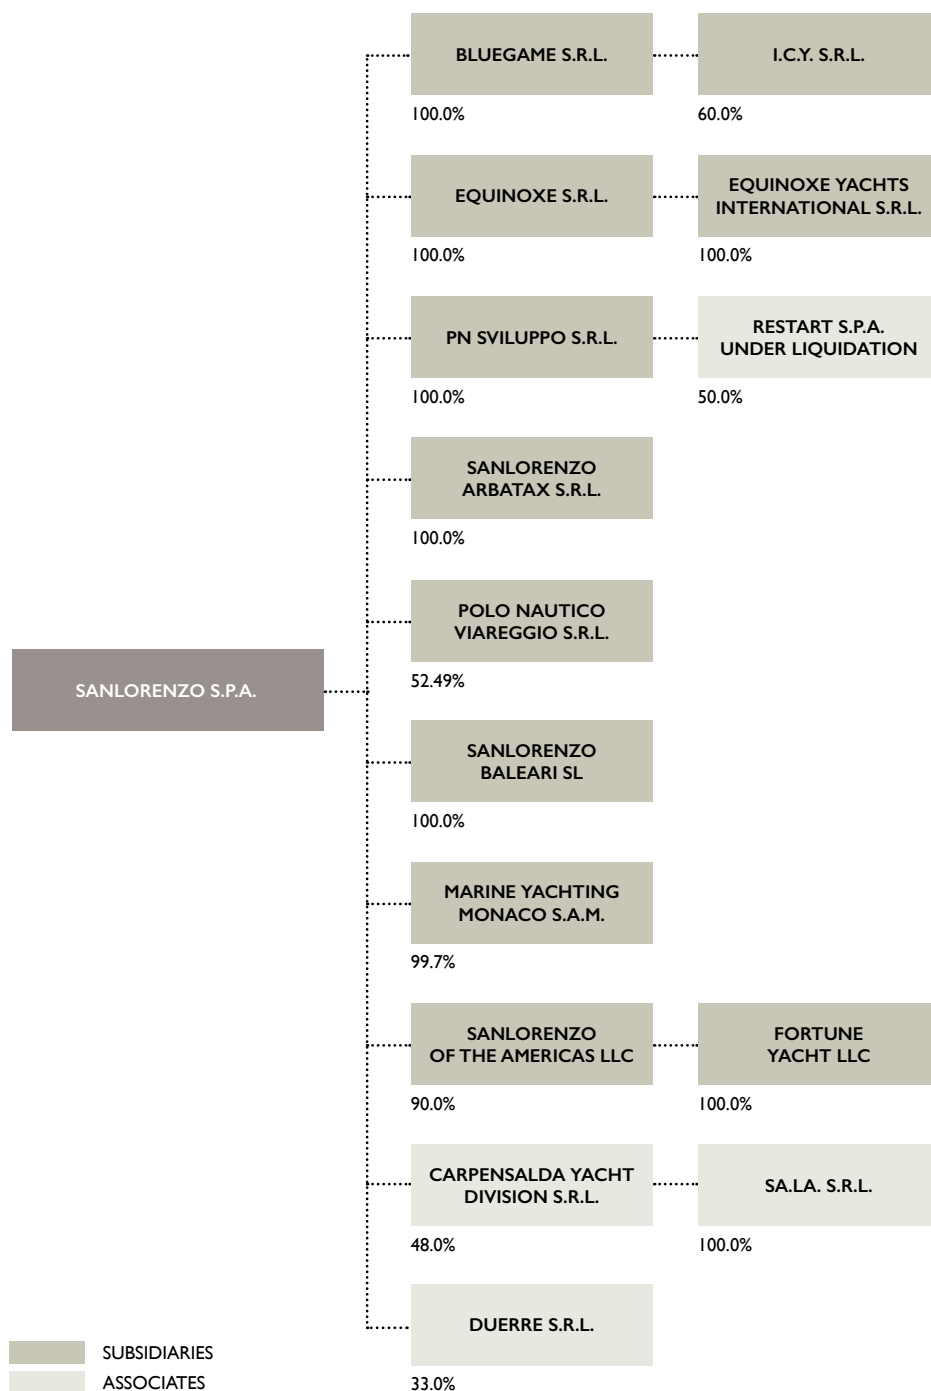 BLUEGAME S.R.L.
I.C.Y. S.R.L.
100.0%
60.0%
EQUINOXE S.R.L.
EQUINOXE YACHTS
INTERNATIONAL S.R.L.
100.0%
100.0%
PN SVILUPPO S.R.L.
RESTART S.P.A.
UNDER LIQUIDATION
100.0%
50.0%
SANLORENZO
ARBATAX S.R.L.
100.0%
POLO NAUTICO
VIAREGGIO S.R.L.
52.49%
SANLORENZO S.P.A.
SANLORENZO
BALEARI SL
100.0%
MARINE YACHTING
MONACO S.A.M.
99.7%
SANLORENZO
OF THE AMERICAS LLC
FORTUNE
YACHT LLC
90.0%
100.0%
CARPENSALDA YACHT
DIVISION S.R.L.
SA.LA. S.R.L.
48.0%
100.0%
DUERRE S.R.L.
33.0%
SUBSIDIARIES
ASSOCIATES